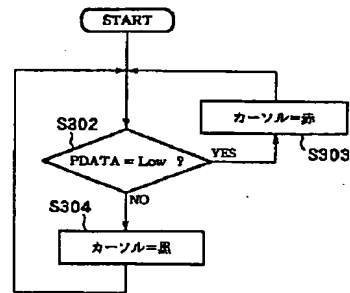 START
S302
PDATA = Low ?
YES
カーソル=赤
S303
NO
S304
カーソル=黒